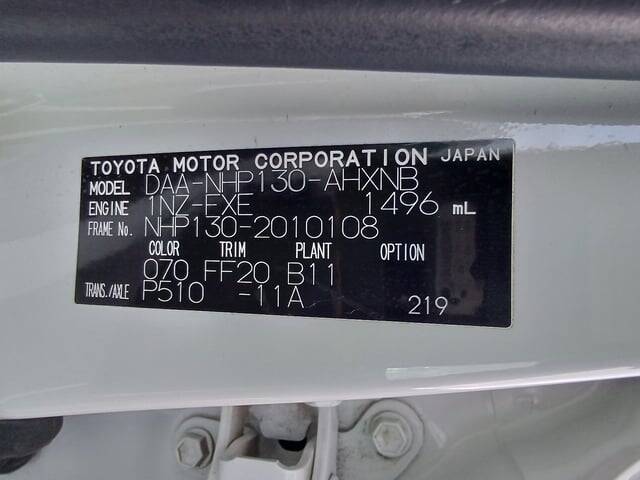 TOYOTA MOTOR CORPORATION JAPAN
MODEL DAA-NHP130-AHXNB
ENGINE 1NZ-EXE 1496 mL
FRAME No. NHP130-2010108
COLOR TRIM PLANT OPTION
070 FF20 B11
TRANS./AXLE P510 -11A
219